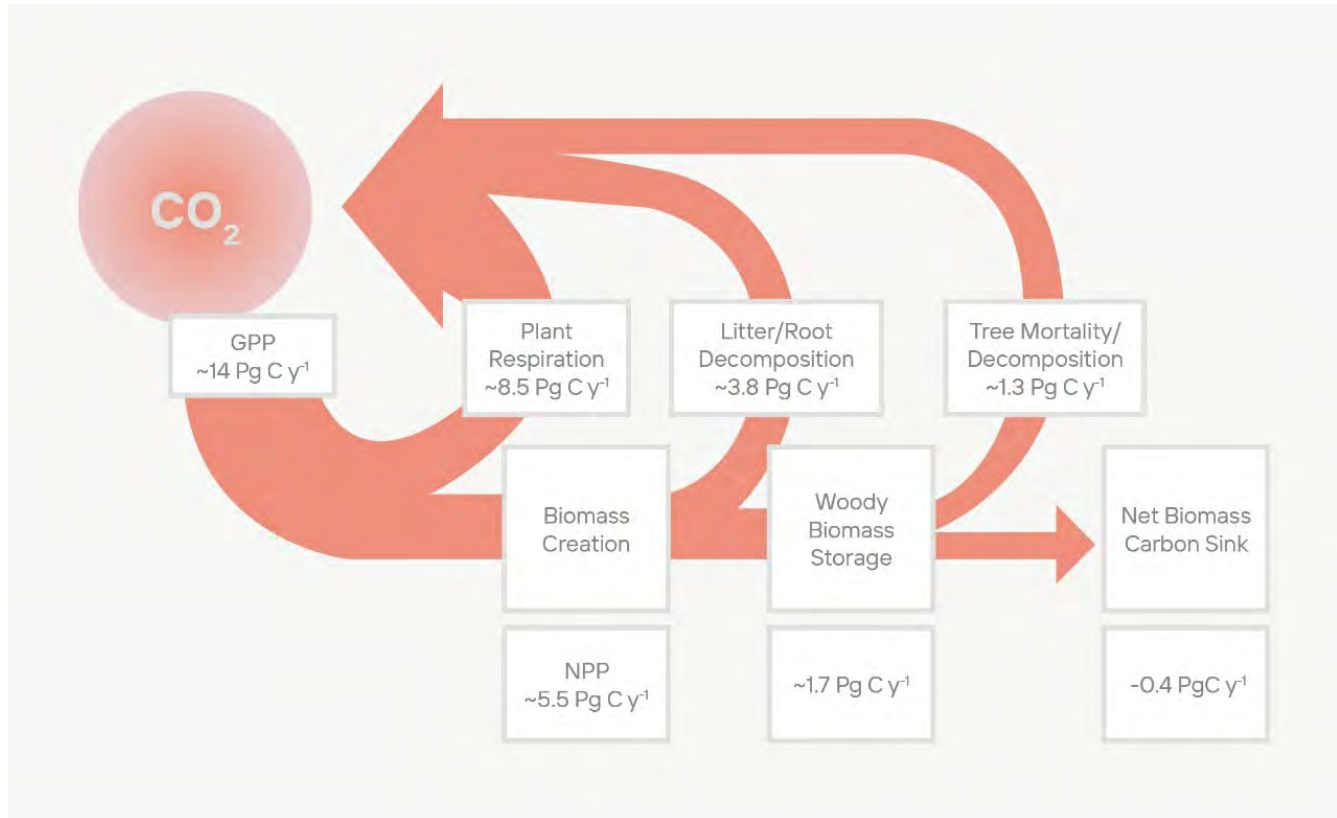 CO₂
GPP
~14 Pg C y⁻¹
Plant
Respiration
~8.5 Pg C y⁻¹
Litter/Root
Decomposition
~3.8 Pg C y⁻¹
Tree Mortality/
Decomposition
~1.3 Pg C y⁻¹
Biomass
Creation
Woody
Biomass
Storage
Net Biomass
Carbon Sink
NPP
~5.5 Pg C y⁻¹
~1.7 Pg C y⁻¹
-0.4 PgC y⁻¹